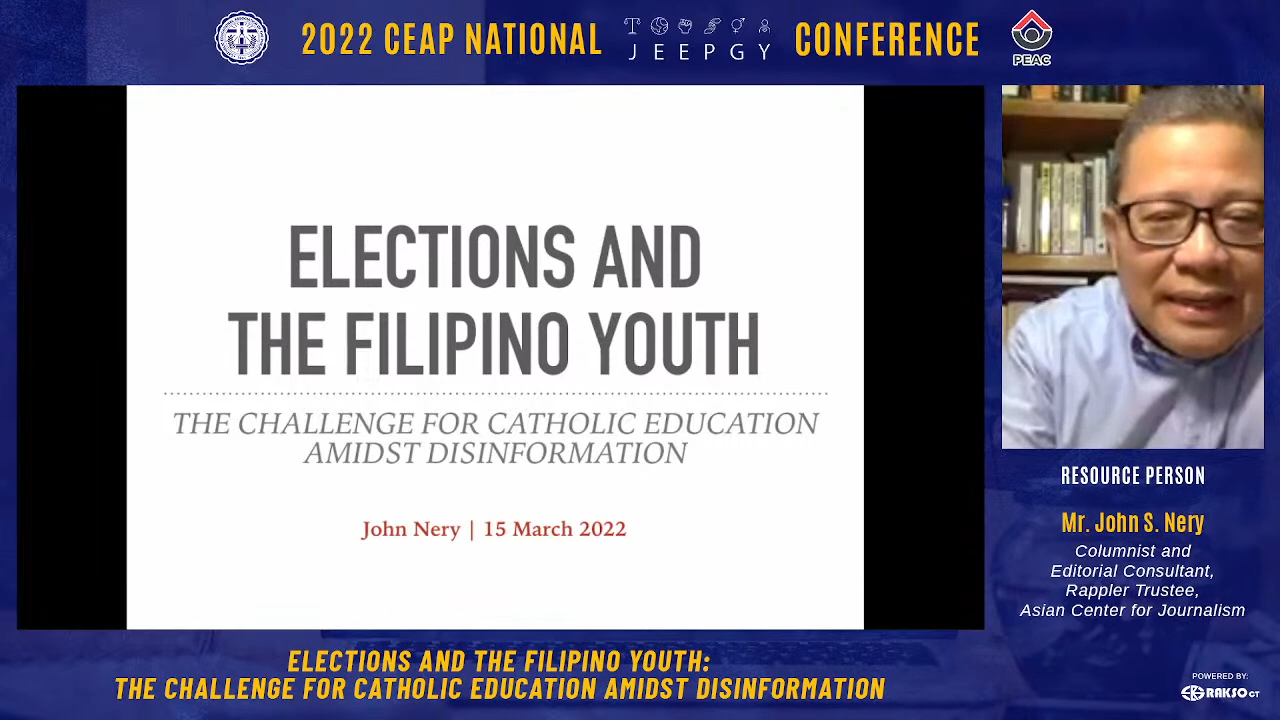 2022 CEAP NATIONAL JEEPGY CONFERENCE
PEAC
ELECTIONS AND
THE FILIPINO YOUTH
THE CHALLENGE FOR CATHOLIC EDUCATION
AMIDST DISINFORMATION
John Nery | 15 March 2022
RESOURCE PERSON
Mr. John S. Nery
Columnist and
Editorial Consultant,
Rappler Trustee,
Asian Center for Journalism
ELECTIONS AND THE FILIPINO YOUTH:
THE CHALLENGE FOR CATHOLIC EDUCATION AMIDST DISINFORMATION
POWERED BY:
RAKSO CT